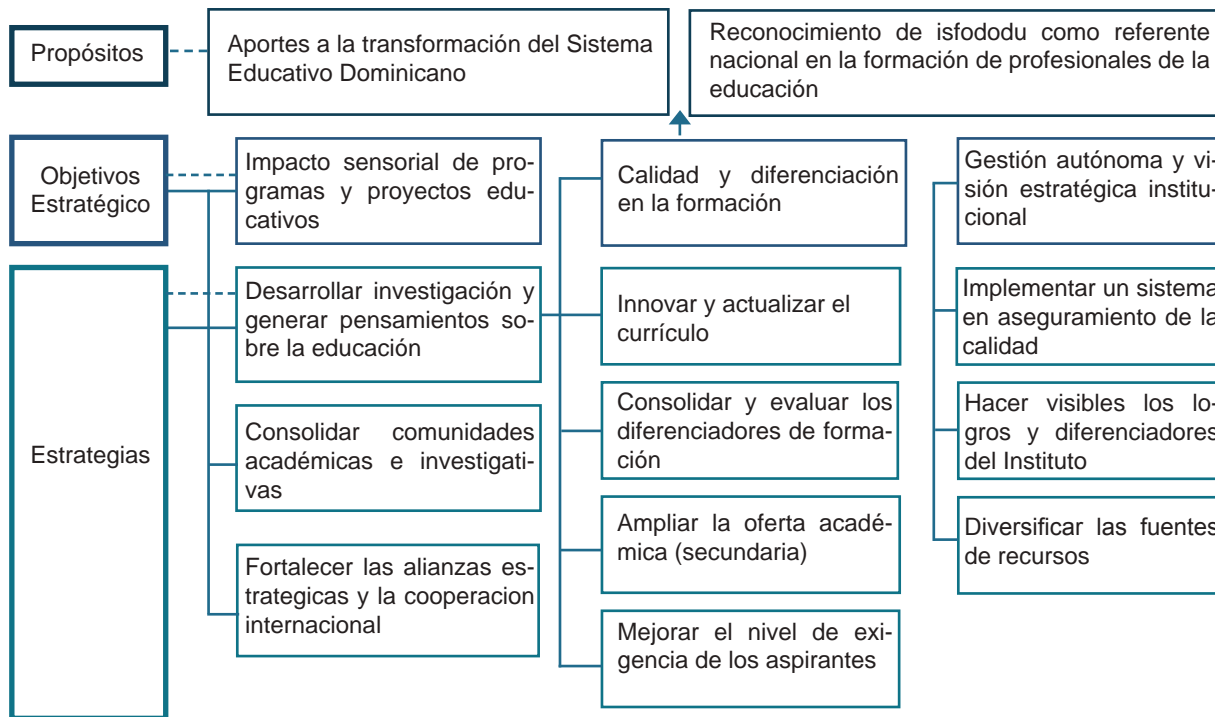 Propósitos
Aportes a la transformación del Sistema
Educativo Dominicano
Reconocimiento de isfododu como referente
nacional en la formación de profesionales de la
educación
Objetivos
Estratégico
Impacto sensorial de pro-
gramas y proyectos edu-
cativos
Calidad y diferenciación
en la formación
Gestión autónoma y vi-
sión estratégica institu-
cional
Estrategias
Desarrollar investigación y
generar pensamientos so-
bre la educación
Innovar y actualizar el
currículo
Implementar un sistema
en aseguramiento de la
calidad
Consolidar comunidades
académicas e investigati-
vas
Consolidar y evaluar los
diferenciadores de forma-
ción
Hacer visibles los lo-
gros y diferenciadores
del Instituto
Fortalecer las alianzas es-
trategicas y la cooperacion
internacional
Ampliar la oferta acadé-
mica (secundaria)
Diversificar las fuentes
de recursos
Mejorar el nivel de exi-
gencia de los aspirantes